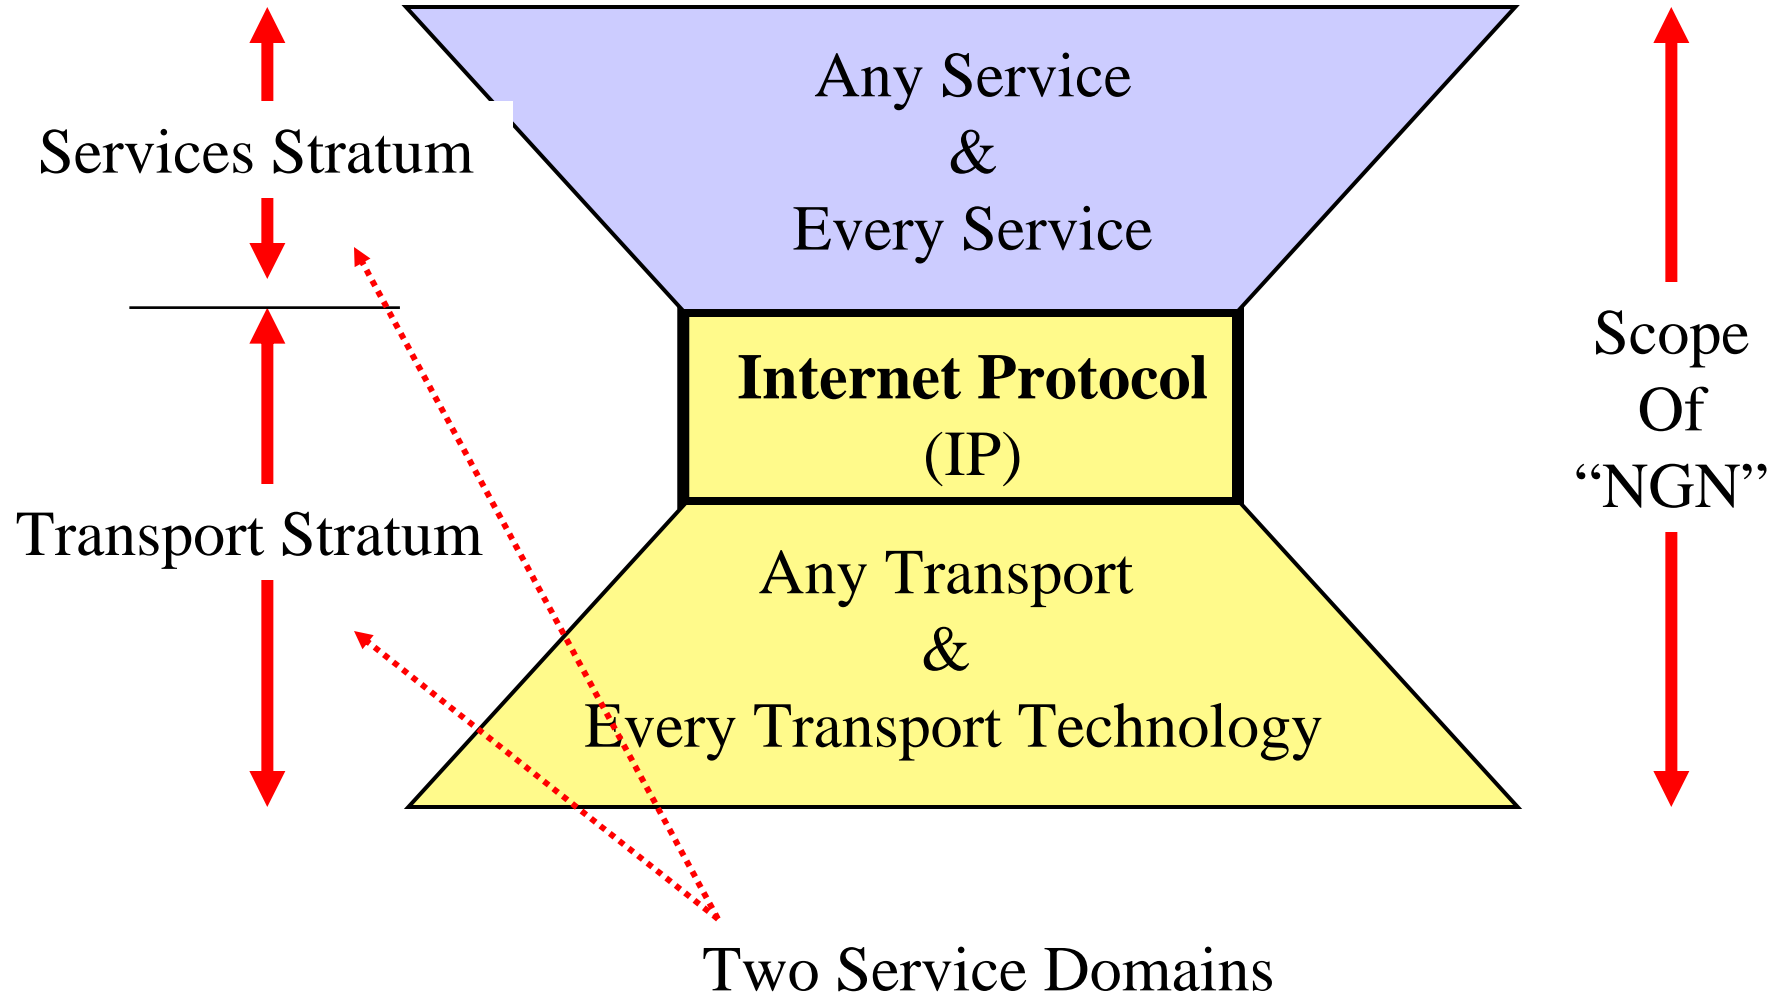 Services Stratum
Transport Stratum
Any Service
&
Every Service
Internet Protocol
(IP)
Any Transport
&
Every Transport Technology
Scope
Of
“NGN”
Two Service Domains